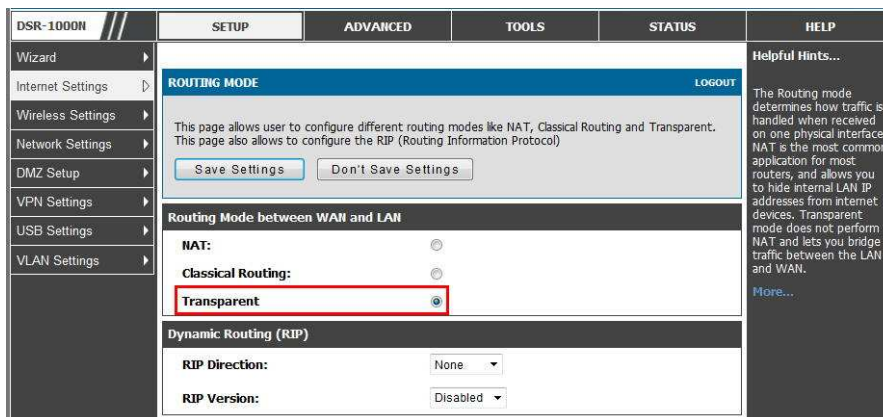 DSR-1000N
SETUP
ADVANCED
TOOLS
STATUS
HELP
Wizard
Internet Settings
Wireless Settings
Network Settings
DMZ Setup
VPN Settings
USB Settings
VLAN Settings
ROUTING MODE
LOGOUT
This page allows user to configure different routing modes like NAT, Classical Routing and Transparent.
This page also allows to configure the RIP (Routing Information Protocol)
Save Settings
Don't Save Settings
Routing Mode between WAN and LAN
NAT:
Classical Routing:
Transparent
Dynamic Routing (RIP)
RIP Direction:
None
RIP Version:
Disabled
Helpful Hints...
The Routing mode
determines how traffic is
handled when received
on one physical interface
NAT is the most common
application for most
routers, and allows you
to hide internal LAN IP
addresses from internet
devices. Transparent
mode does not perform
NAT and lets you bridge
traffic between the LAN
and WAN.
More...